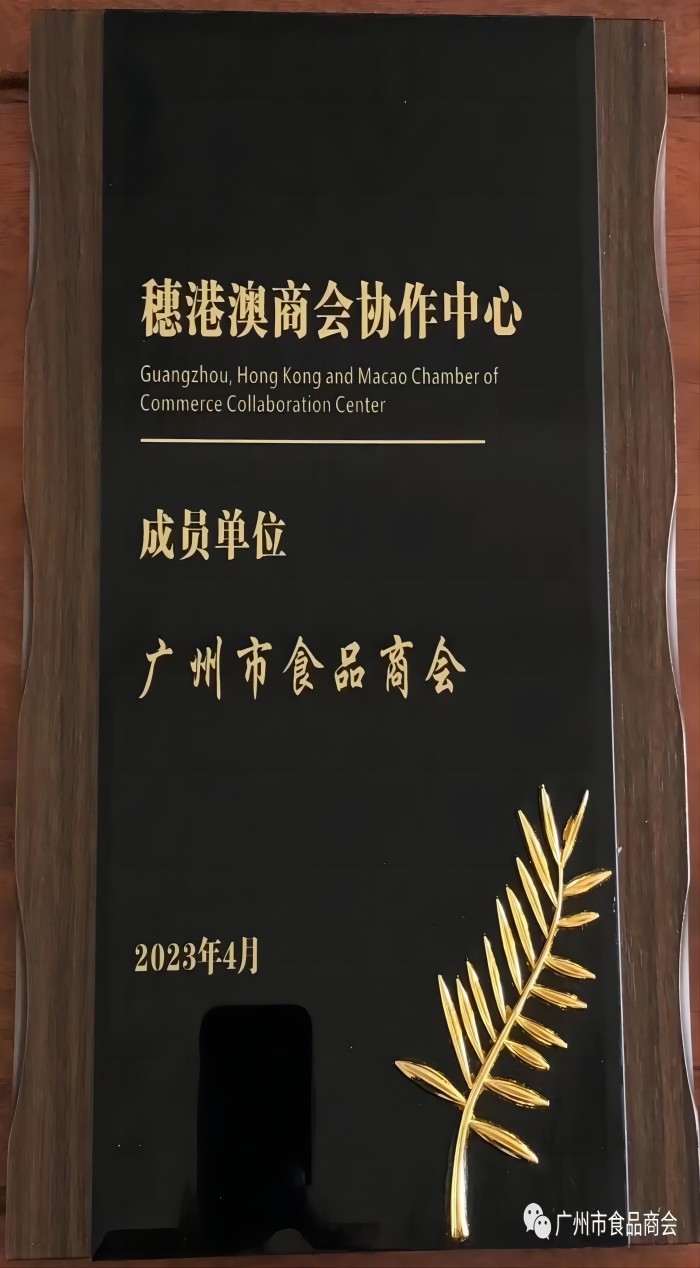 穗港澳商会协作中心
Guangzhou, Hong Kong and Macao Chamber of
Commerce Collaboration Center
成员单位
广州市食品商会
2023年4月
广州市食品商会